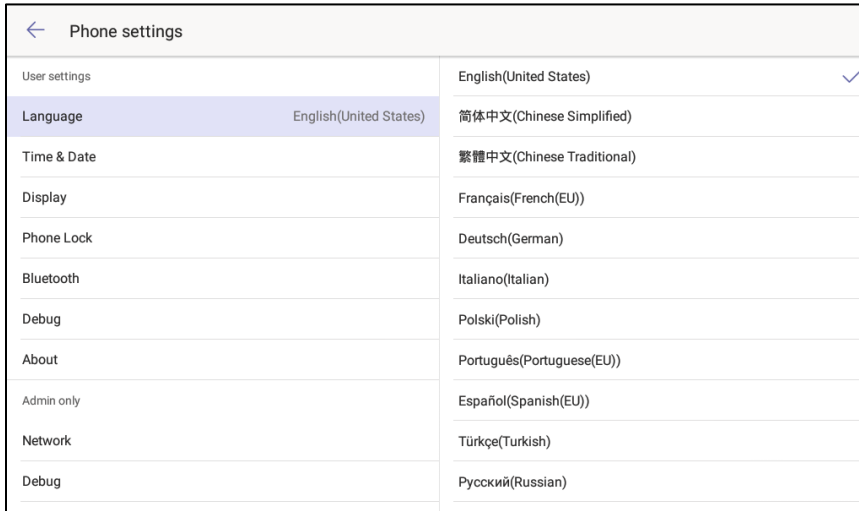 Phone settings
User settings
Language English(United States)
Time & Date
Display
Phone Lock
Bluetooth
Debug
About
Admin only
Network
Debug
English(United States)
简体中文(Chinese Simplified)
繁體中文(Chinese Traditional)
Français(French(EU))
Deutsch(German)
Italiano(Italian)
Polski(Polish)
Português(Portuguese(EU))
Español(Spanish(EU))
Türkçe(Turkish)
Русский(Russian)